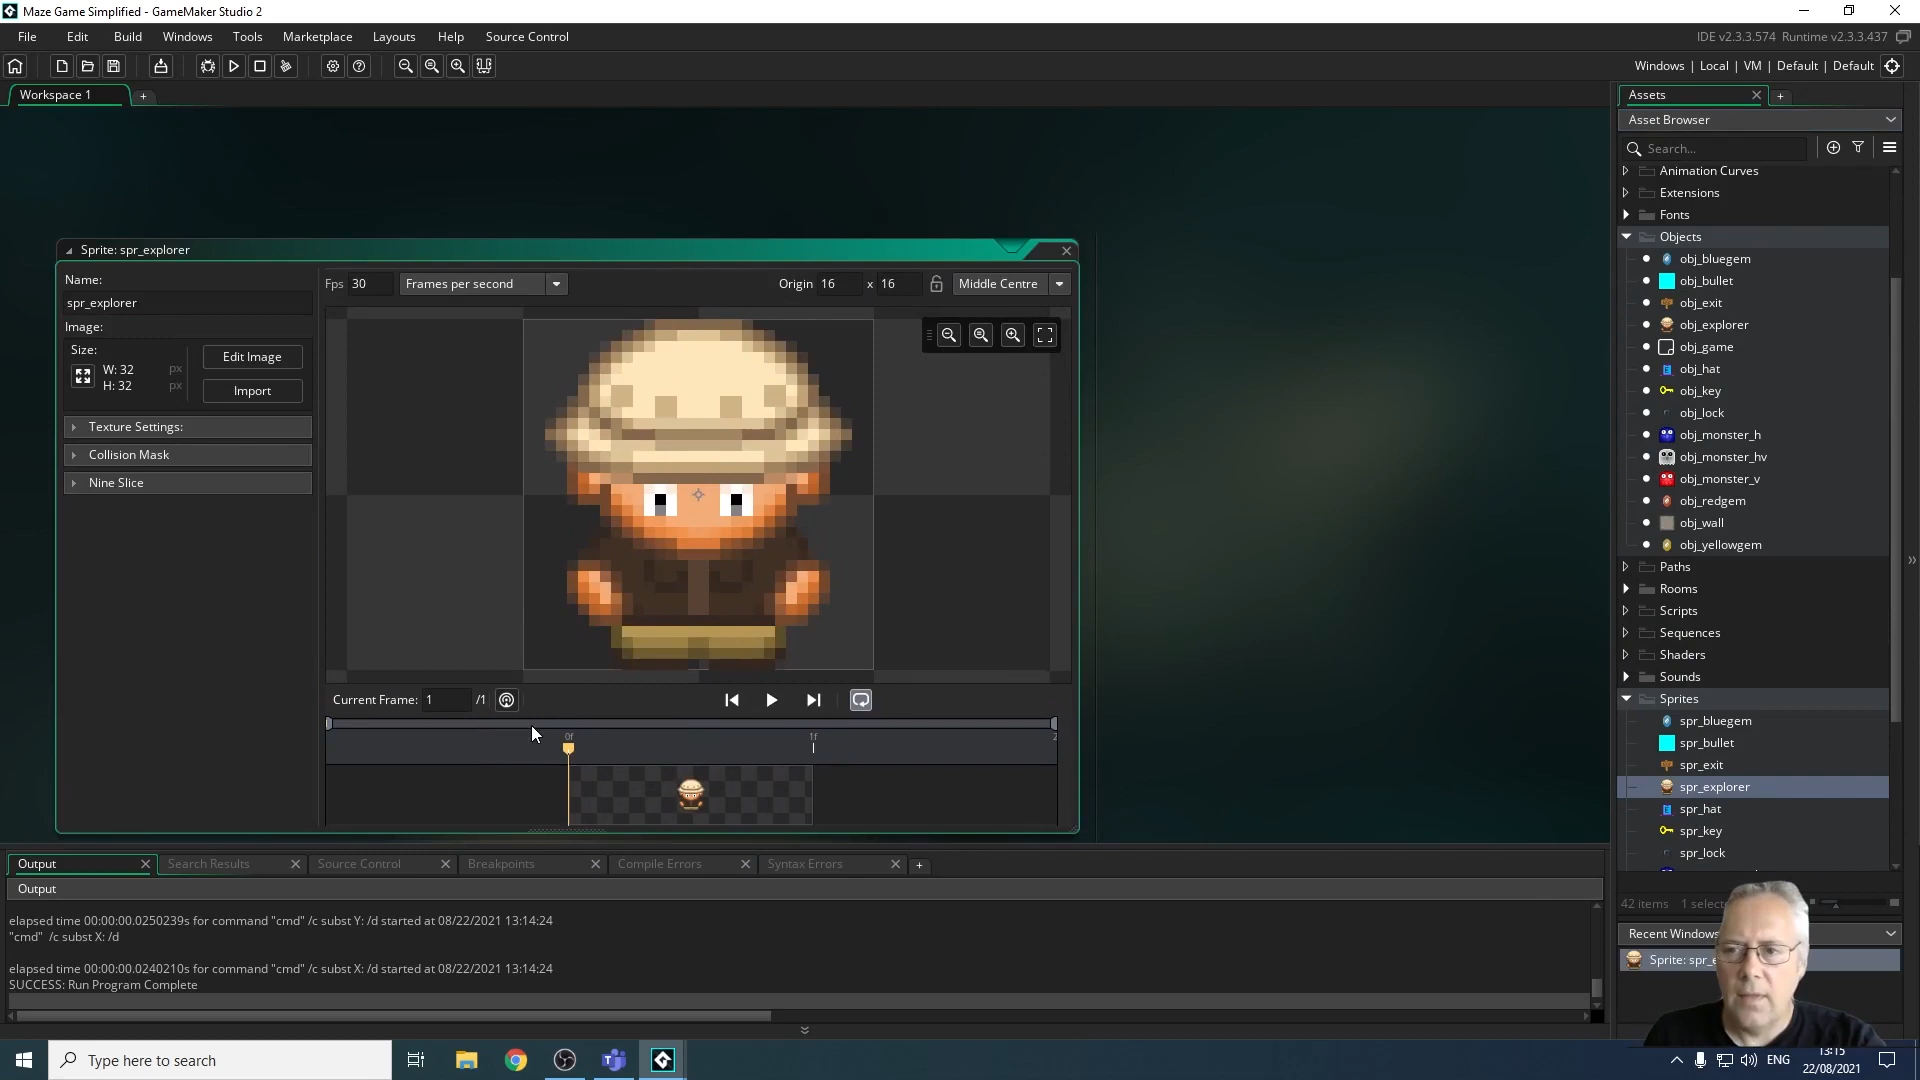 Maze Game Simplified - GameMaker Studio 2
File Edit Build Windows Tools Marketplace Layouts Help Source Control
IDE v2.3.3.574 Runtime v2.3.3.437
Windows | Local | VM | Default | Default
Workspace 1
Assets
Asset Browser
Search...
Animation Curves
Extensions
Fonts
Objects
obj_bluegem
obj_bullet
obj_exit
obj_explorer
obj_game
obj_hat
obj_key
obj_lock
obj_monster_h
obj_monster_hv
obj_monster_v
obj_redgem
obj_wall
obj_yellowgem
Paths
Rooms
Scripts
Sequences
Shaders
Sounds
Sprites
spr_bluegem
spr_bullet
spr_exit
spr_explorer
spr_hat
spr_key
spr_lock
42 items 1 selecte
Recent Windows
Sprite: spr_e
Sprite: spr_explorer
Name:
spr_explorer
Image:
Size:
W: 32 px
H: 32 px
Edit Image
Import
Texture Settings:
Collision Mask
Nine Slice
Fps 30 Frames per second
Origin 16 x 16 Middle Centre
Current Frame: 1 /1
0f 1f 2
Output Search Results Source Control Breakpoints Compile Errors Syntax Errors
Output
elapsed time 00:00:00.0250239s for command "cmd" /c subst Y: /d started at 08/22/2021 13:14:24
"cmd" /c subst X: /d
elapsed time 00:00:00.0240210s for command "cmd" /c subst X: /d started at 08/22/2021 13:14:24
SUCCESS: Run Program Complete
Type here to search
ENG
13:15
22/08/2021